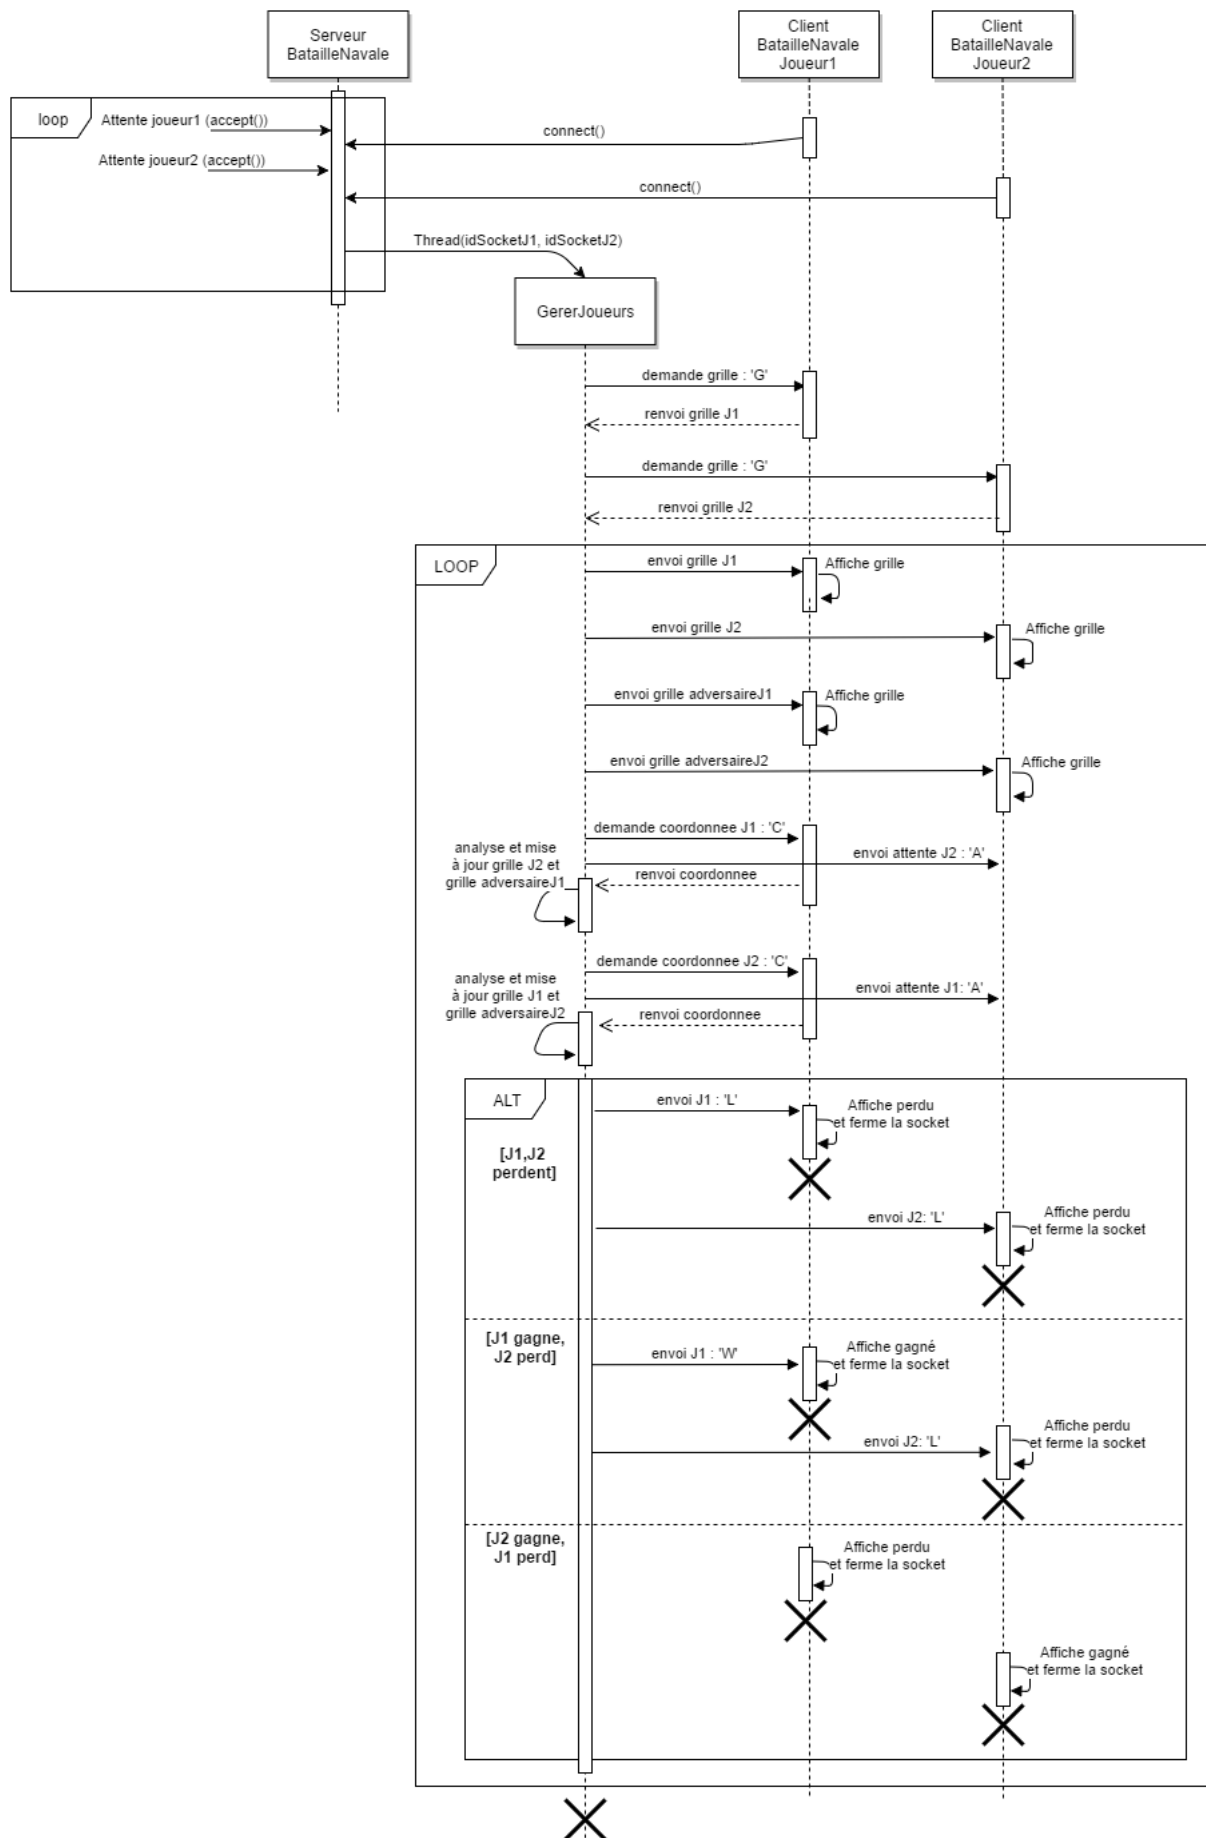 Serveur
BatailleNavale
Client
BatailleNavale
Joueur1
Client
BatailleNavale
Joueur2
loop
Attente joueur1 (accept())
connect()
Attente joueur2 (accept())
connect()
Thread(idSocketJ1, idSocketJ2)
GererJoueurs
demande grille : 'G'
renvoi grille J1
demande grille : 'G'
renvoi grille J2
LOOP
envoi grille J1
Affiche grille
envoi grille J2
Affiche grille
envoi grille adversaireJ1
Affiche grille
envoi grille adversaireJ2
Affiche grille
demande coordonnee J1 : 'C'
analyse et mise
à jour grille J2 et
grille adversaireJ1
envoi attente J2 : 'A'
renvoi coordonnee
demande coordonnee J2 : 'C'
analyse et mise
à jour grille J1 et
grille adversaireJ2
envoi attente J1: 'A'
renvoi coordonnee
ALT
envoi J1 : 'L'
Affiche perdu
et ferme la socket
[J1,J2
perdent]
envoi J2: 'L'
Affiche perdu
et ferme la socket
[J1 gagne,
J2 perd]
envoi J1 : 'W'
Affiche gagné
et ferme la socket
envoi J2: 'L'
Affiche perdu
et ferme la socket
[J2 gagne,
J1 perd]
Affiche perdu
et ferme la socket
Affiche gagné
et ferme la socket